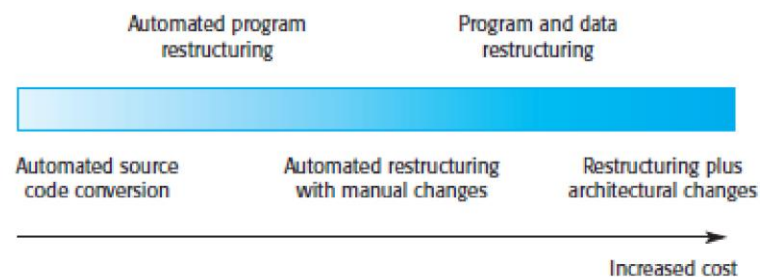 Automated program
restructuring
Program and data
restructuring
Automated source
code conversion
Automated restructuring
with manual changes
Restructuring plus
architectural changes
Increased cost